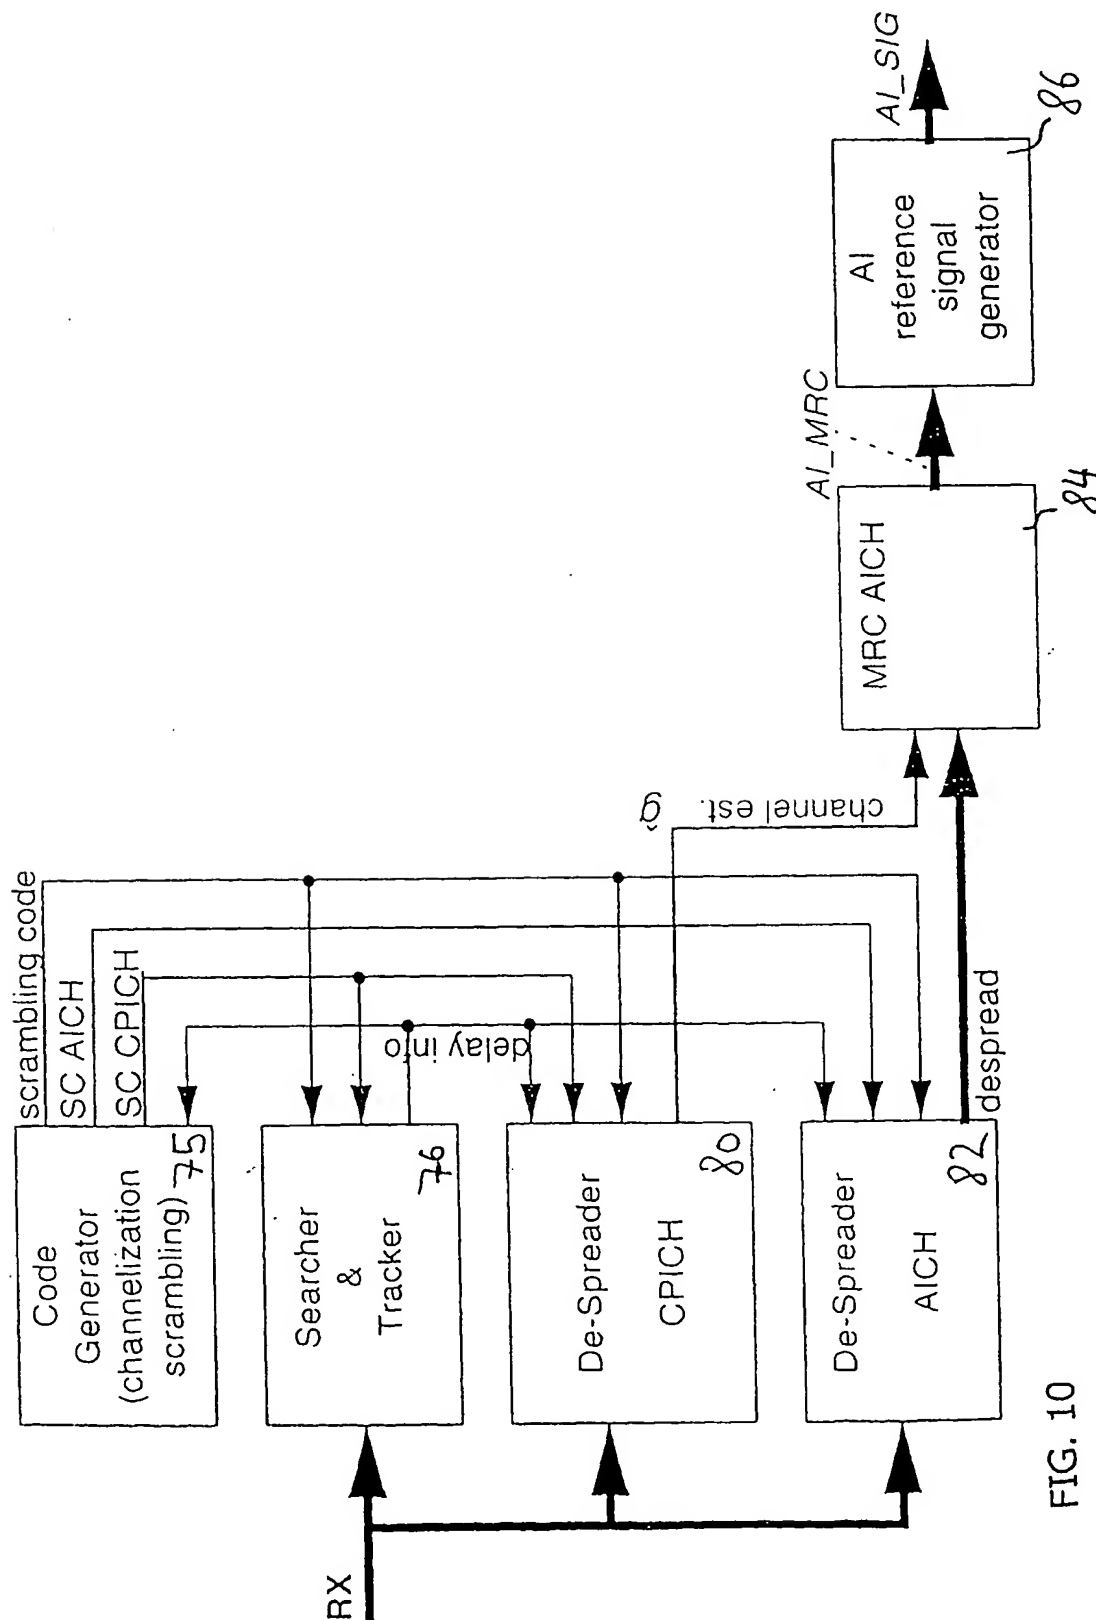 RX
Code
Generator
(channelization
scrambling)
75
scrambling code
SC AICH
SC CPICH
Searcher
&
Tracker
76
delay info
De-Spreader
CPICH
80
channel est. ĝ
De-Spreader
AICH
82
despread
MRC AICH
84
AI_MRC
AI
reference
signal
generator
86
AI_SIG
FIG. 10